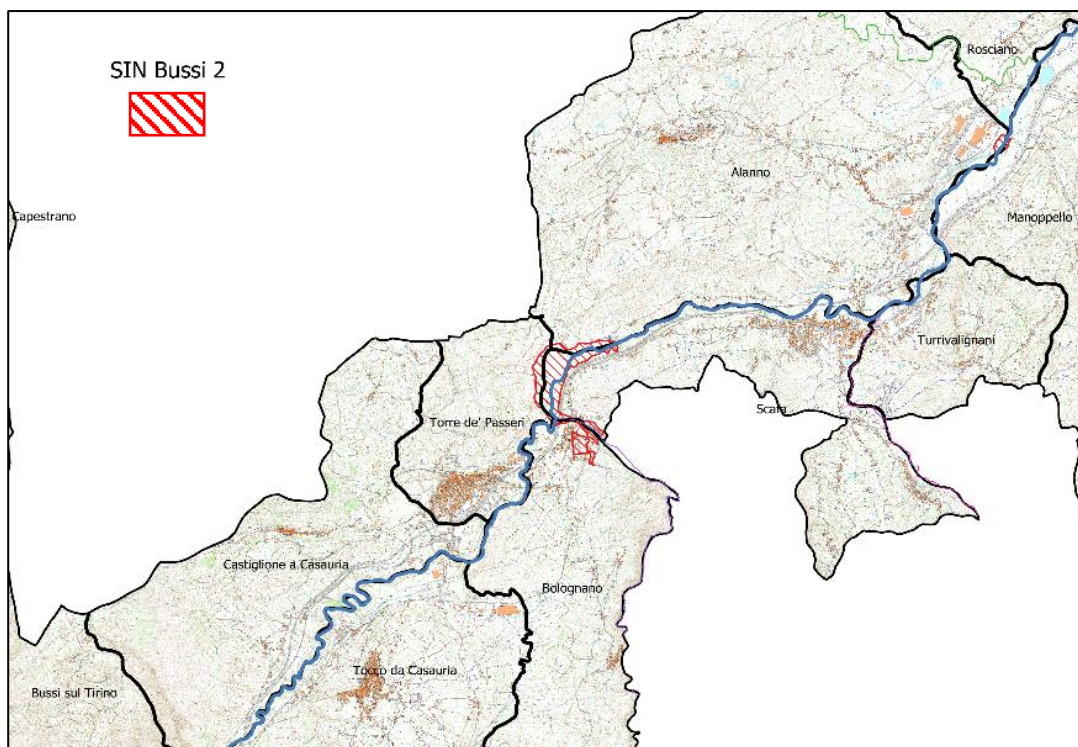 SIN Bussi 2
Rosciano
Alanno
Capestrano
Manoppello
Turrivalignani
Scafa
Torre de' Passeri
Castiglione a Casauria
Bolognano
Tocco da Casauria
Bussi sul Tirino